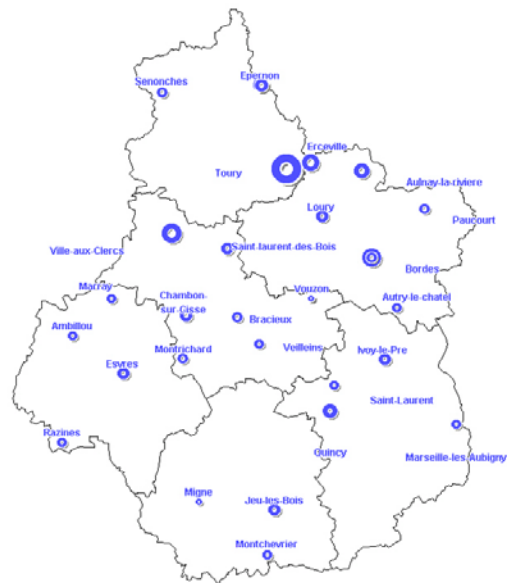 Epernon
Senonches
Erceville
Toury
Aulnay-la-riviere
Loury
Paucourt
Ville-aux-Clercs
Saint-laurent-des-Bois
Bordes
Marray
Chambon-
sur-Cisse
Vouzon
Autry-le-chatel
Bracieux
Ambillou
Montrichard
Veilleins
Ivoy-le-Pre
Esvres
Saint-Laurent
Razines
Quincy
Marseille-les-Aubigny
Migne
Jeu-les-Bois
Montchevrier